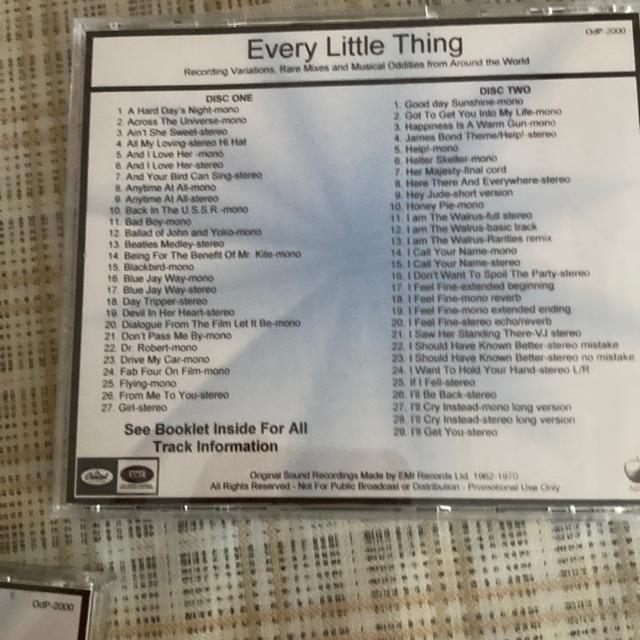 OdP-2000
Every Little Thing
Recording Variations, Rare Mixes and Musical Oddities from Around the World
DISC ONE
1. A Hard Day's Night-mono
2. Across The Universe-mono
3. Ain't She Sweet-stereo
4. All My Loving-stereo Hi Hat
5. And I Love Her -mono
6. And I Love Her-stereo
7. And Your Bird Can Sing-stereo
8. Anytime At All-mono
9. Anytime At All-stereo
10. Back In The U.S.S.R.-mono
11. Bad Boy-mono
12. Ballad of John and Yoko-mono
13. Beatles Medley-stereo
14. Being For The Benefit Of Mr. Kite-mono
15. Blackbird-mono
16. Blue Jay Way-mono
17. Blue Jay Way-stereo
18. Day Tripper-stereo
19. Devil In Her Heart-stereo
20. Dialogue From The Film Let It Be-mono
21. Don't Pass Me By-mono
22. Dr. Robert-mono
23. Drive My Car-mono
24. Fab Four On Film-mono
25. Flying-mono
26. From Me To You-stereo
27. Girl-stereo
See Booklet Inside For All
Track Information
DISC TWO
1. Good day Sunshine-mono
2. Got To Get You Into My Life-mono
3. Happiness Is A Warm Gun-mono
4. James Bond Theme/Help!-stereo
5. Help!-mono
6. Helter Skelter-mono
7. Her Majesty-final cord
8. Here There And Everywhere-stereo
9. Hey Jude-short version
10. Honey Pie-mono
11. I am The Walrus-full stereo
12. I am The Walrus-basic track
13. I am The Walrus-Rarities remix
14. I Call Your Name-mono
15. I Call Your Name-stereo
16. I Don't Want To Spoil The Party-stereo
17. I Feel Fine-extended beginning
18. I Feel Fine-mono reverb
19. I Feel Fine-mono extended ending
20. I Feel Fine-stereo echo/reverb
21. I Saw Her Standing There-VJ stereo
22. I Should Have Known Better-stereo mistake
23. I Should Have Known Better-stereo no mistake
24. I Want To Hold Your Hand-stereo L/R
25. If I Fell-stereo
26. I'll Be Back-stereo
27. I'll Cry Instead-mono long version
28. I'll Cry Instead-stereo long version
29. I'll Get You-stereo
Capitol
EMI
Original Sound Recordings Made by EMI Records Ltd. 1962-1970
All Rights Reserved - Not For Public Broadcast or Distribution - Promotional Use Only
OdP-2000